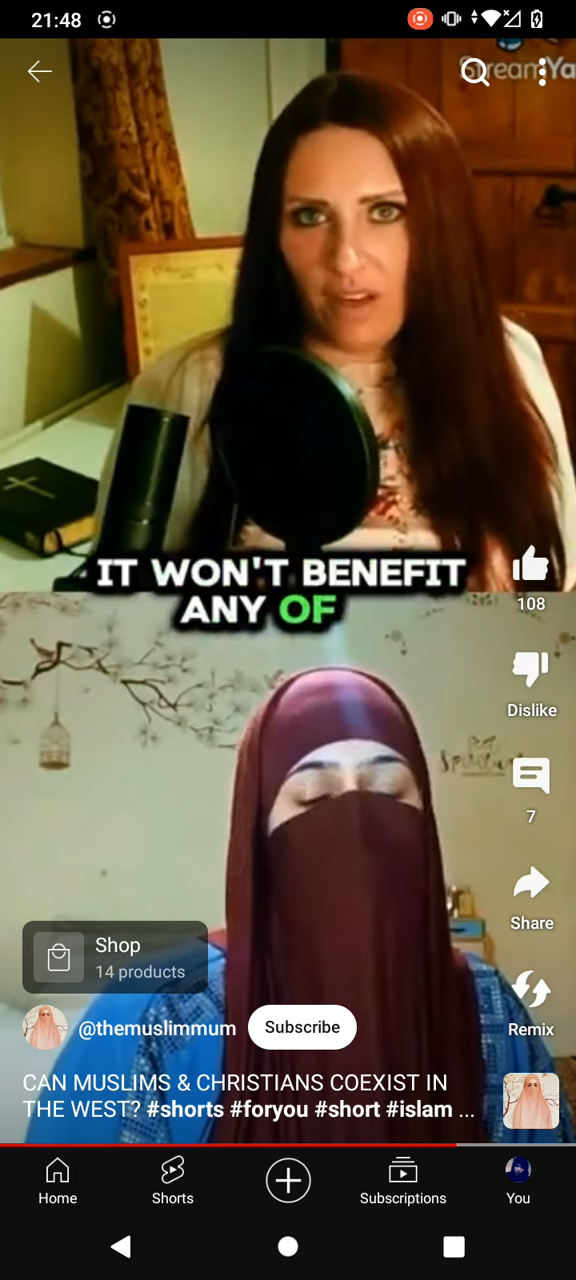 21:48
StreamYa
IT WON'T BENEFIT
ANY OF
108
Dislike
7
Share
Remix
Shop
14 products
@themuslimmum
Subscribe
CAN MUSLIMS & CHRISTIANS COEXIST IN
THE WEST? #shorts #foryou #short #islam ...
Home
Shorts
Subscriptions
You